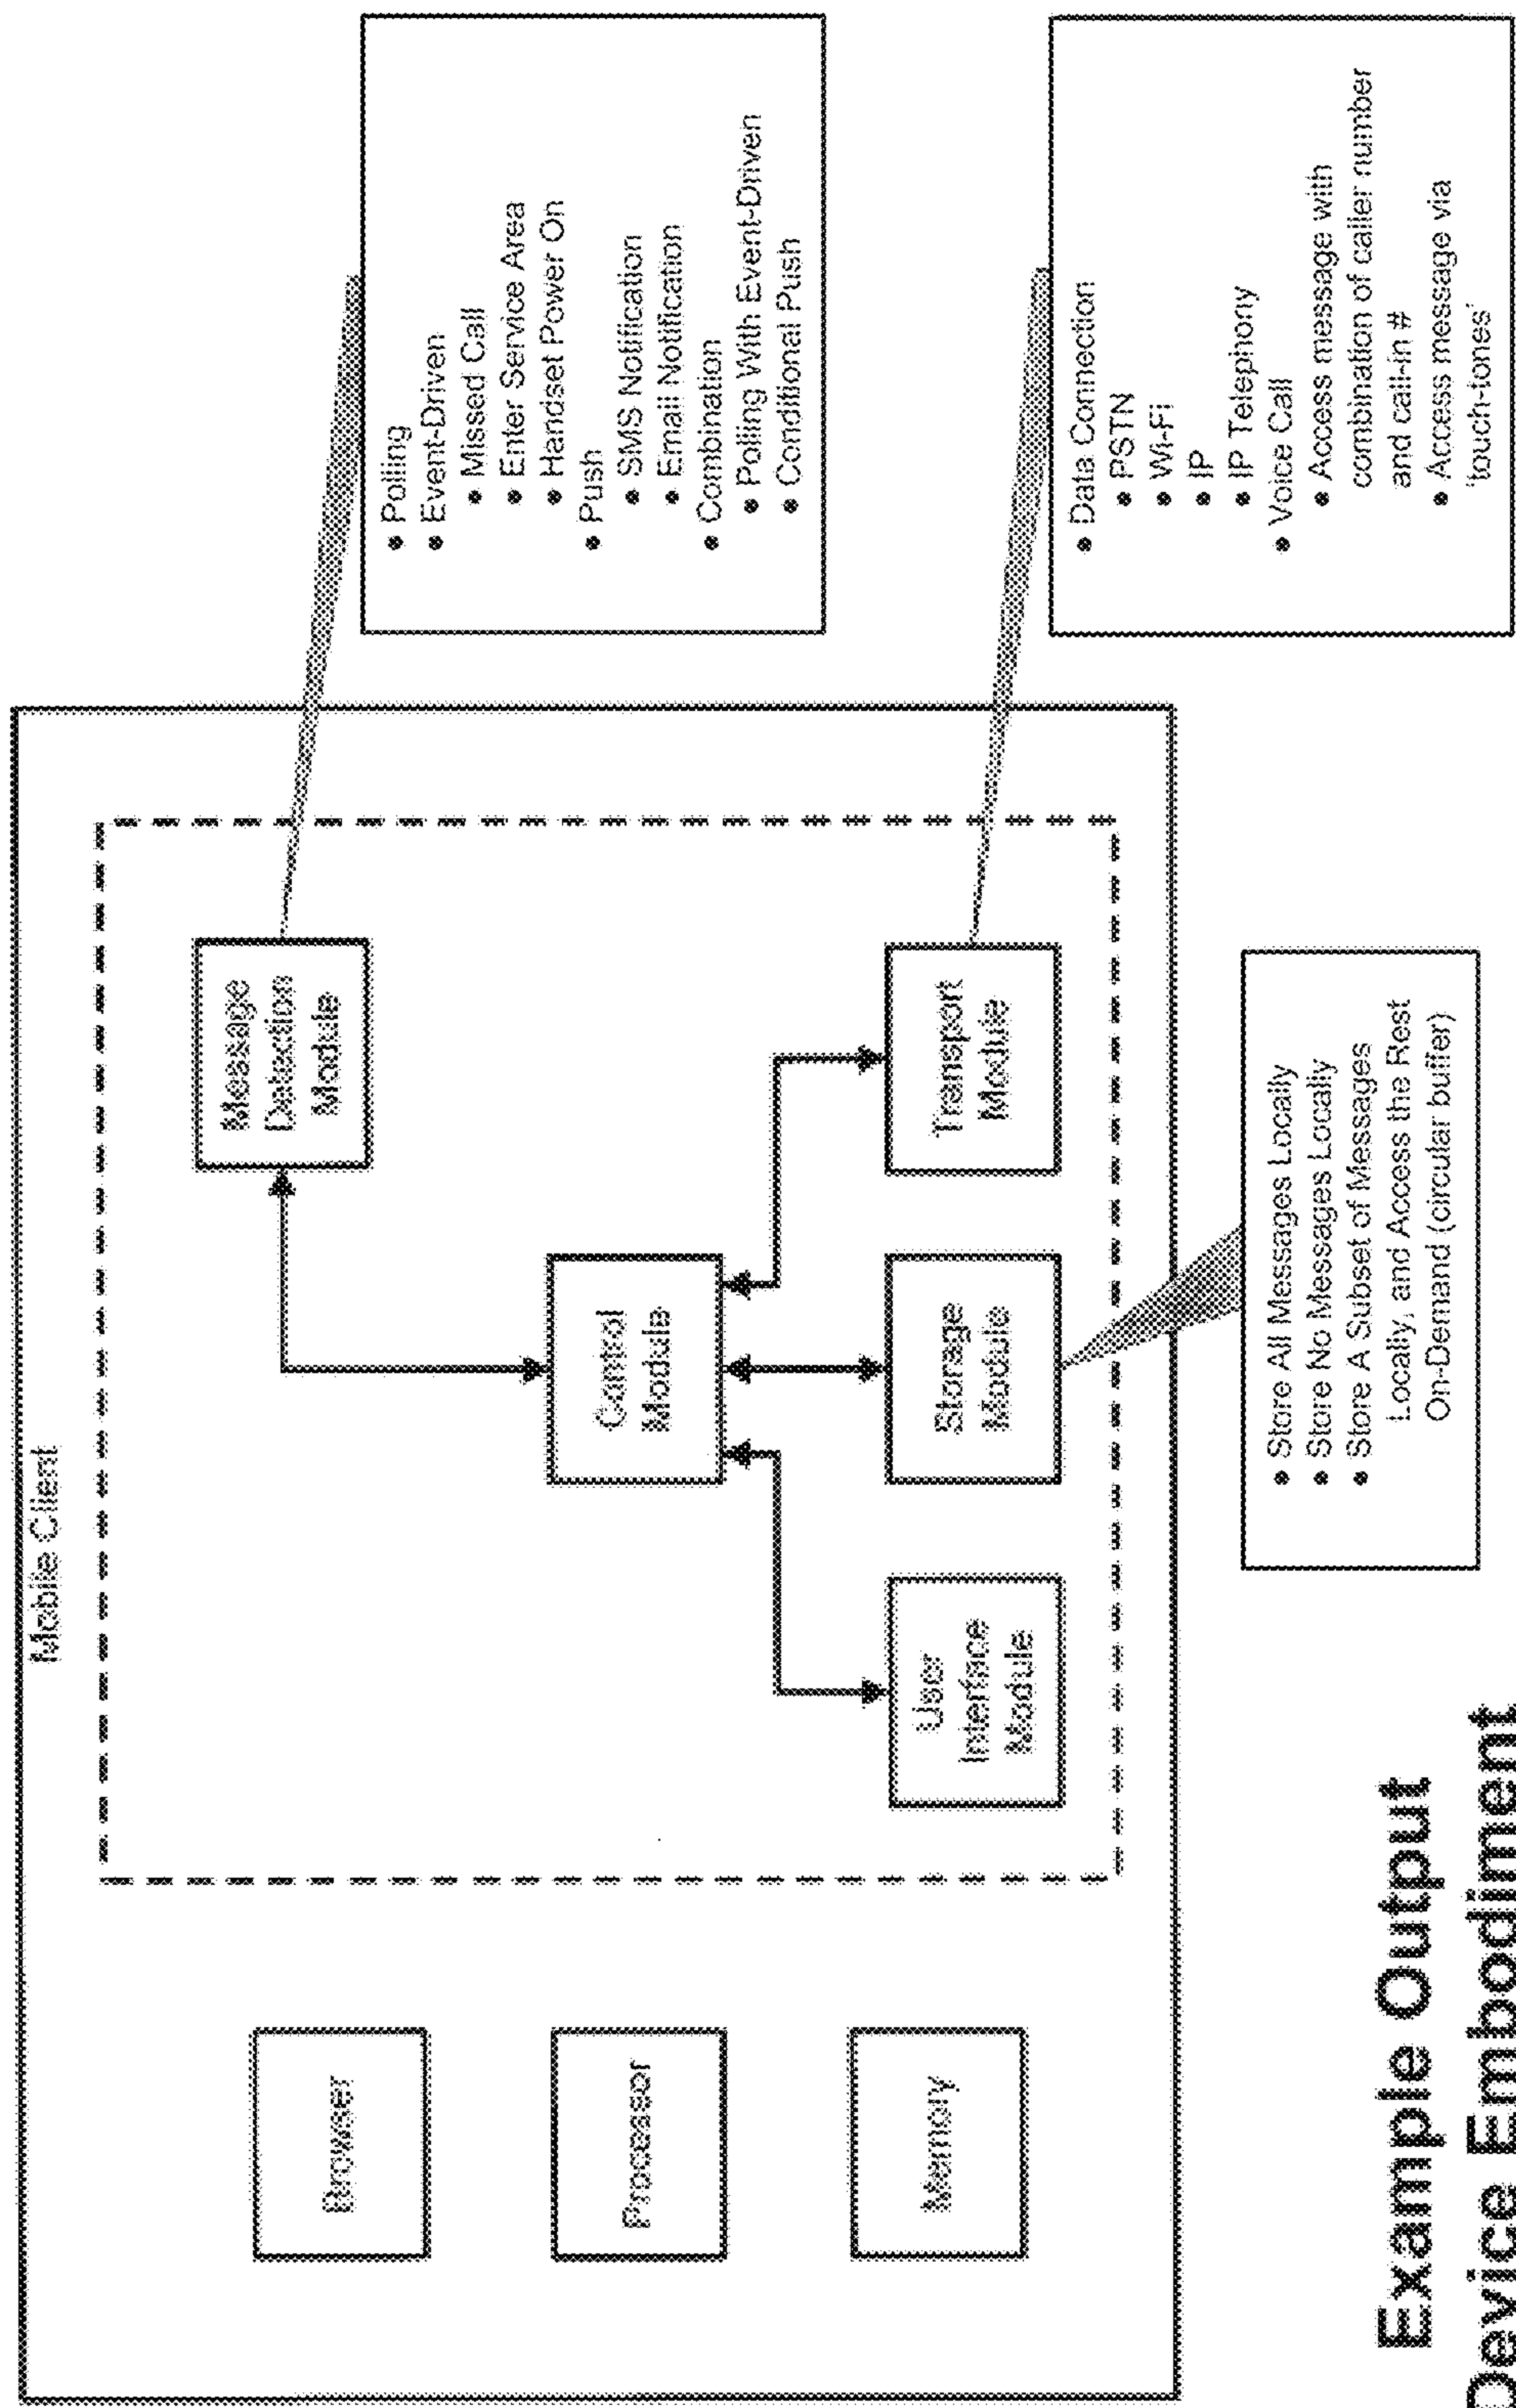 Mobile Client
Browser
Processor
Memory
Message
Detection
Module
Control
Module
User
Interface
Module
Storage
Module
Transport
Module
• Polling
• Event-Driven
• Missed Call
• Enter Service Area
• Handset Power On
• Push
• SMS Notification
• Email Notification
• Combination
• Polling With Event-Driven
• Conditional Push
• Data Connection
• PSTN
• Wi-Fi
• IP
• IP Telephony
• Voice Call
• Access message with
combination of caller number
and call-in #
• Access message via
'touch-tones'
• Store All Messages Locally
• Store No Messages Locally
• Store A Subset of Messages
Locally, and Access the Rest
On-Demand (circular buffer)
Example Output
Device Embodiment